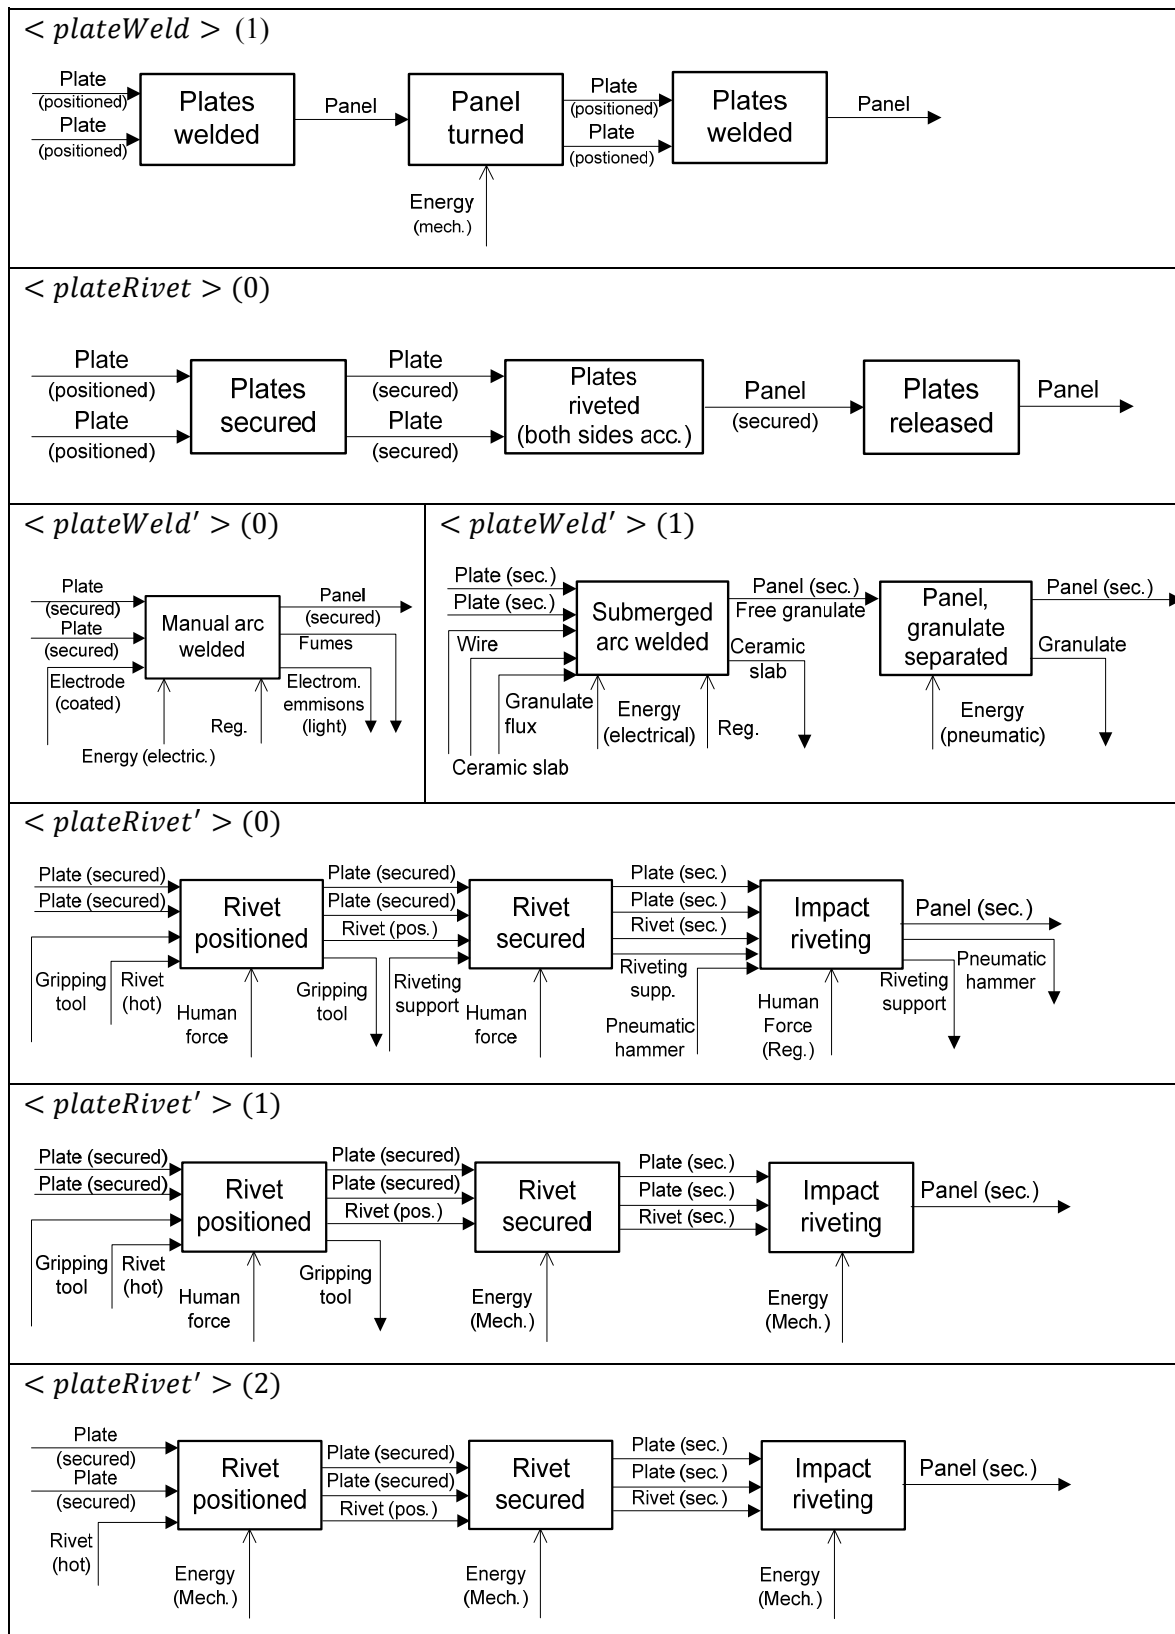 < plateWeld > (1)
Plate
(positioned)
Plate
(positioned)
Plates
welded
Panel
Panel
turned
Energy
(mech.)
Plate
(positioned)
Plate
(postioned)
Plates
welded
Panel
< plateRivet > (0)
Plate
(positioned)
Plate
(positioned)
Plates
secured
Plate
(secured)
Plate
(secured)
Plates
riveted
(both sides acc.)
Panel
(secured)
Plates
released
Panel
< plateWeld' > (0)
Plate
(secured)
Plate
(secured)
Electrode
(coated)
Manual arc
welded
Energy (electric.)
Reg.
Panel
(secured)
Fumes
Electrom.
emmisons
(light)
< plateWeld' > (1)
Plate (sec.)
Plate (sec.)
Wire
Granulate
flux
Ceramic slab
Submerged
arc welded
Energy
(electrical)
Reg.
Panel (sec.)
Free granulate
Ceramic
slab
Panel,
granulate
separated
Energy
(pneumatic)
Panel (sec.)
Granulate
< plateRivet' > (0)
Plate (secured)
Plate (secured)
Gripping
tool
Rivet
(hot)
Rivet
positioned
Human
force
Plate (secured)
Plate (secured)
Rivet (pos.)
Gripping
tool
Riveting
support
Rivet
secured
Human
force
Plate (sec.)
Plate (sec.)
Rivet (sec.)
Riveting
supp.
Pneumatic
hammer
Impact
riveting
Human
Force
(Reg.)
Panel (sec.)
Riveting
support
Pneumatic
hammer
< plateRivet' > (1)
Plate (secured)
Plate (secured)
Gripping
tool
Rivet
(hot)
Rivet
positioned
Human
force
Plate (secured)
Plate (secured)
Rivet (pos.)
Gripping
tool
Rivet
secured
Energy
(Mech.)
Plate (sec.)
Plate (sec.)
Rivet (sec.)
Impact
riveting
Energy
(Mech.)
Panel (sec.)
< plateRivet' > (2)
Plate
(secured)
Plate
(secured)
Rivet
(hot)
Rivet
positioned
Energy
(Mech.)
Plate (secured)
Plate (secured)
Rivet (pos.)
Rivet
secured
Energy
(Mech.)
Plate (sec.)
Plate (sec.)
Rivet (sec.)
Impact
riveting
Energy
(Mech.)
Panel (sec.)